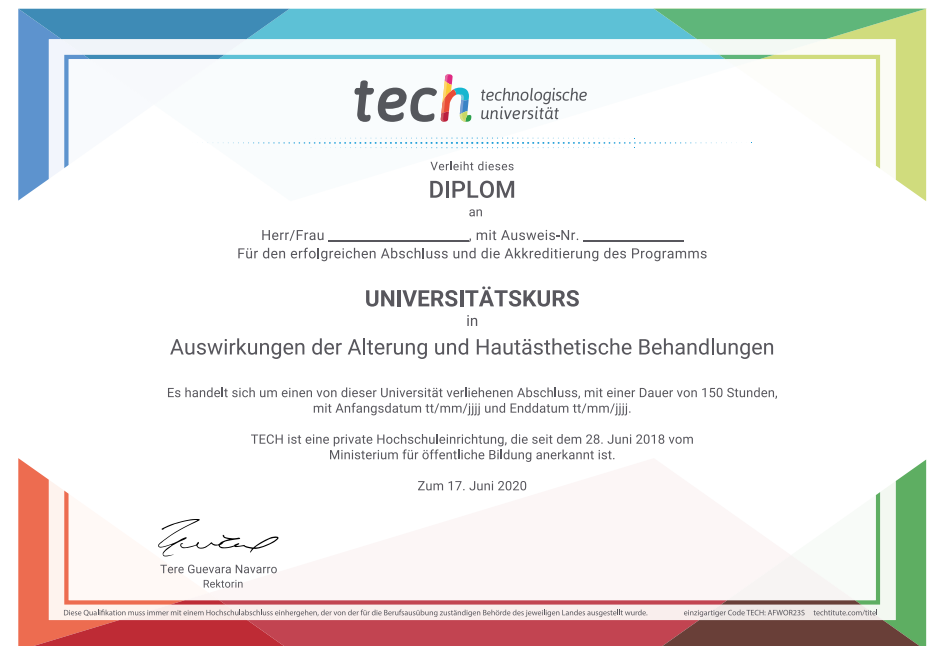 tech technologische
universität
Verleiht dieses
DIPLOM
an
Herr/Frau ____________, mit Ausweis-Nr. ____________
Für den erfolgreichen Abschluss und die Akkreditierung des Programms
UNIVERSITÄTSKURS
in
Auswirkungen der Alterung und Hautästhetische Behandlungen
Es handelt sich um einen von dieser Universität verliehenen Abschluss, mit einer Dauer von 150 Stunden,
mit Anfangsdatum tt/mm/jjjj und Enddatum tt/mm/jjjj.
TECH ist eine private Hochschuleinrichtung, die seit dem 28. Juni 2018 vom
Ministerium für öffentliche Bildung anerkannt ist.
Zum 17. Juni 2020
Tere Guevara Navarro
Rektorin
Diese Qualifikation muss immer mit einem Hochschulabschluss einhergehen, der von der für die Berufsausübung zuständigen Behörde des jeweiligen Landes ausgestellt wurde. einzigartiger Code TECH: AFWOR23S techtitute.com/titel